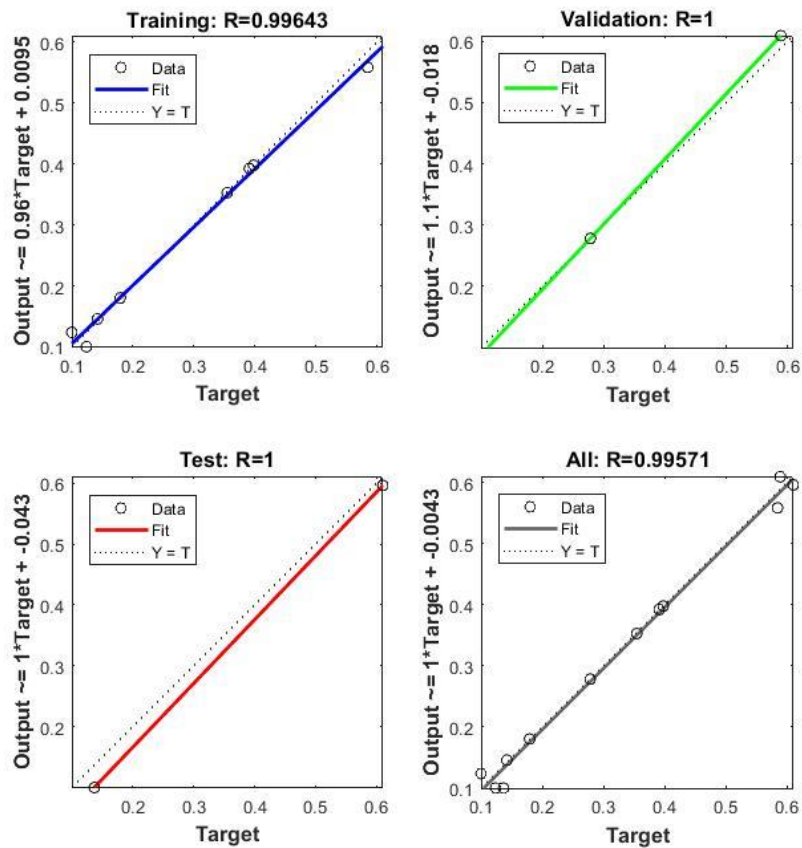 Training: R=0.99643
Output ~= 0.96*Target + 0.0095
0.6
0.5
0.4
0.3
0.2
0.1
Data
Fit
Y = T
0.1 0.2 0.3 0.4 0.5 0.6
Target
Validation: R=1
Output ~= 1.1*Target + -0.018
0.6
0.5
0.4
0.3
0.2
Data
Fit
Y = T
0.2 0.3 0.4 0.5 0.6
Target
Test: R=1
Output ~= 1*Target + -0.043
0.6
0.5
0.4
0.3
0.2
Data
Fit
Y = T
0.2 0.3 0.4 0.5 0.6
Target
All: R=0.99571
Output ~= 1*Target + -0.0043
0.6
0.5
0.4
0.3
0.2
0.1
Data
Fit
Y = T
0.1 0.2 0.3 0.4 0.5 0.6
Target